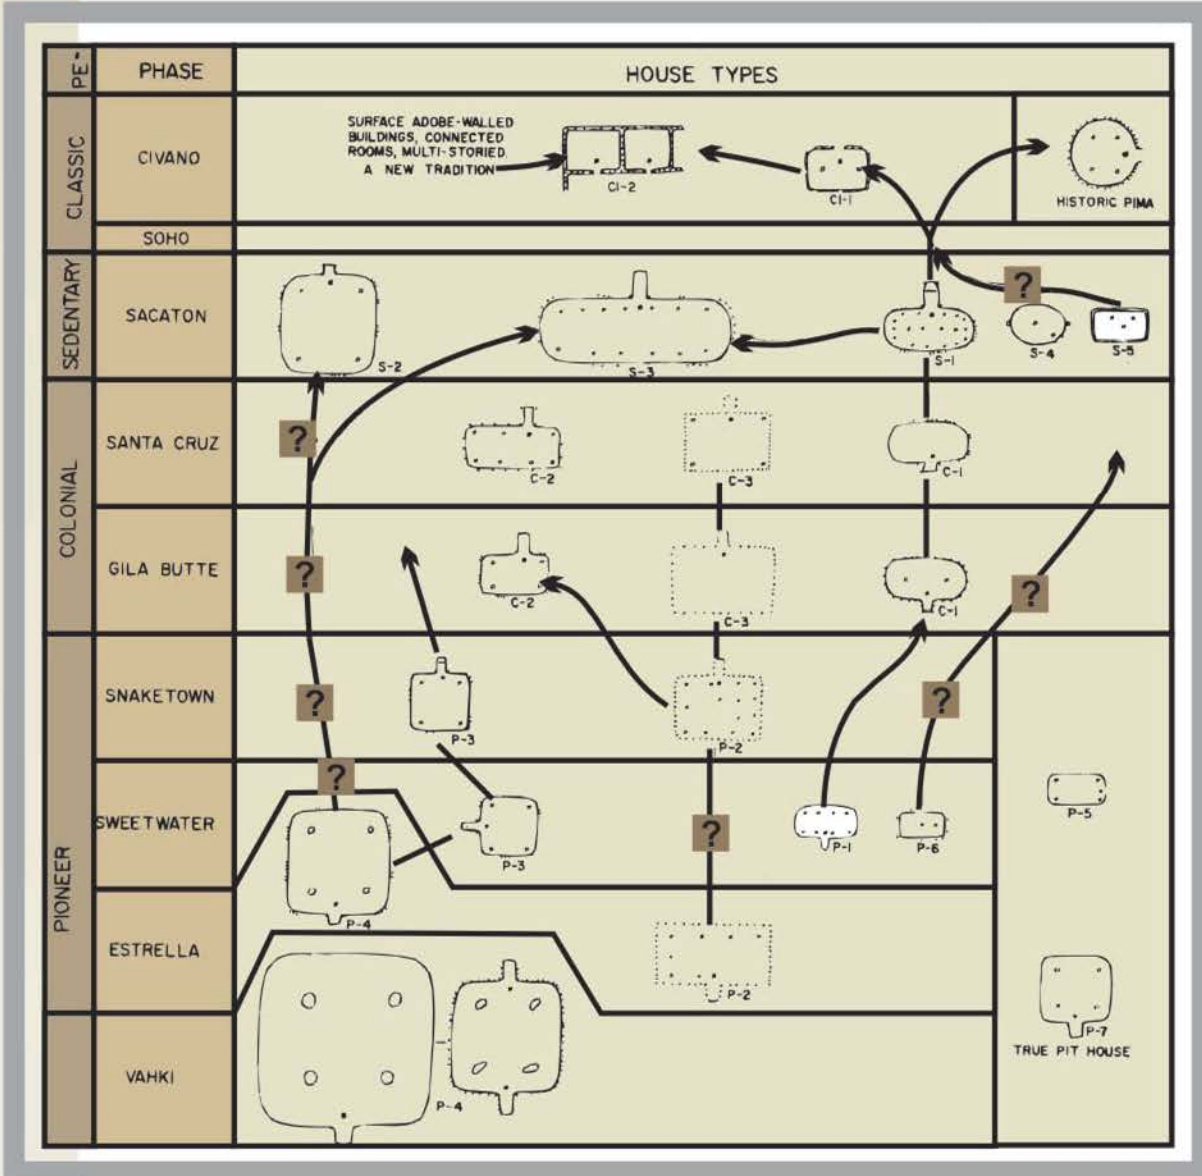 PE-
PHASE
HOUSE TYPES
CLASSIC
CIVANO
SURFACE ADOBE-WALLED
BUILDINGS, CONNECTED
ROOMS, MULTI-STORIED.
A NEW TRADITION
CI-2
CI-1
HISTORIC PIMA
SOHO
SEDENTARY
SACATON
S-2
S-3
S-1
?
S-4
S-5
COLONIAL
SANTA CRUZ
?
C-2
C-3
C-1
GILA BUTTE
?
C-2
C-3
C-1
?
PIONEER
SNAKETOWN
?
P-3
P-2
?
SWEETWATER
?
P-4
P-3
?
P-1
P-6
P-5
ESTRELLA
P-2
P-7
TRUE PIT HOUSE
VAHKI
P-4